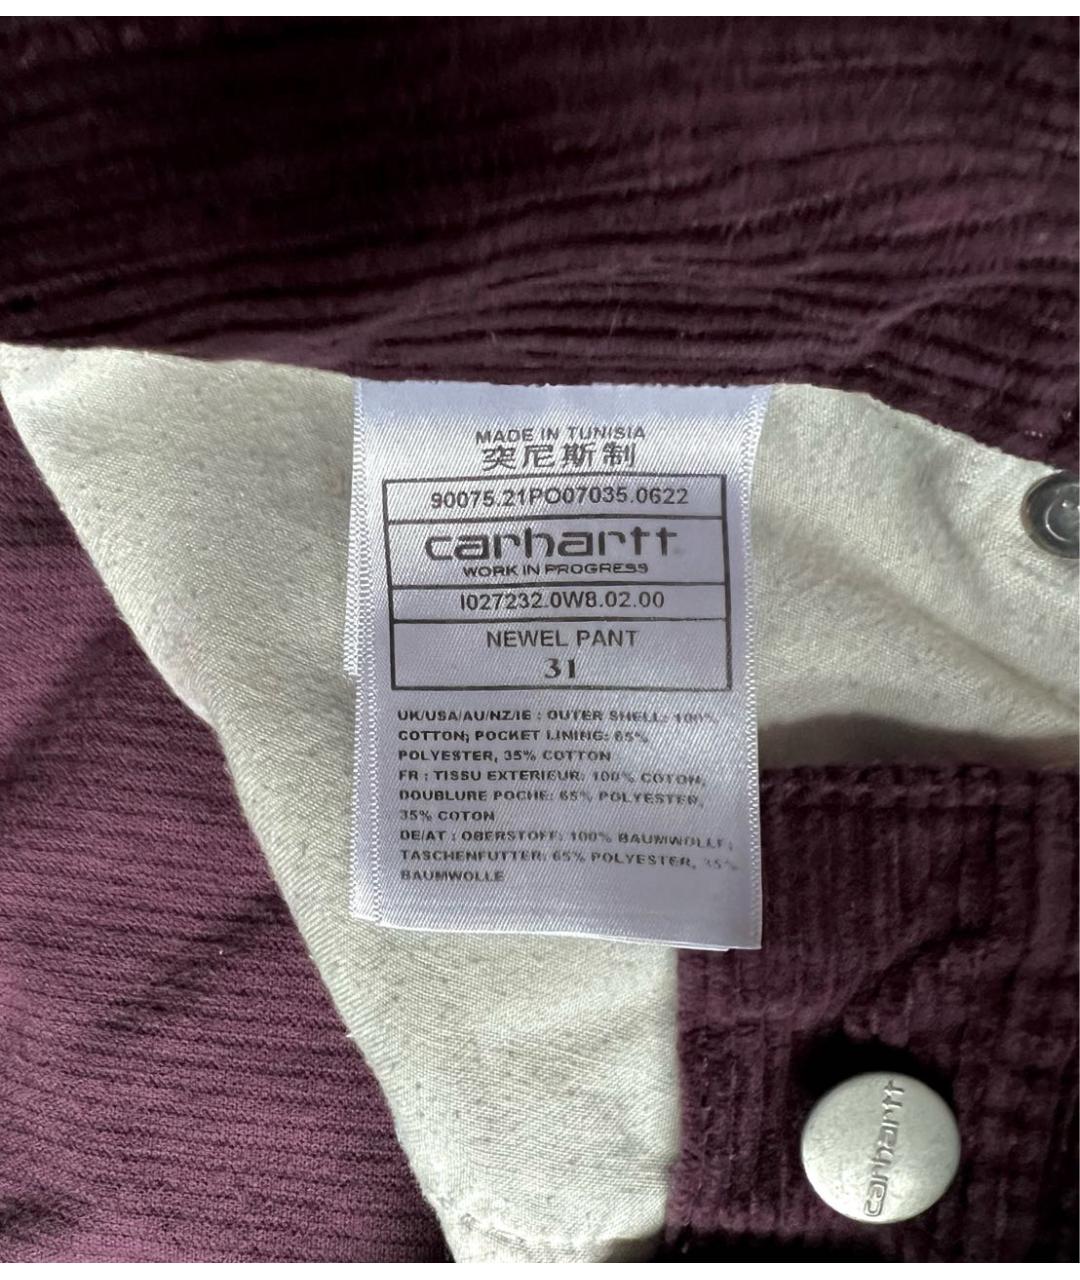 MADE IN TUNISIA
突尼斯制
90075.21PO07035.0622
carhartt
WORK IN PROGRESS
I027232.0W8.02.00
NEWEL PANT
31
UK/USA/AU/NZ/IE : OUTER SHELL: 100%
COTTON; POCKET LINING: 65%
POLYESTER, 35% COTTON
FR : TISSU EXTERIEUR: 100% COTON,
DOUBLURE POCHE: 65% POLYESTER,
35% COTON
DE/AT : OBERSTOFF: 100% BAUMWOLLE;
TASCHENFUTTER: 65% POLYESTER, 35%
BAUMWOLLE
carhartt